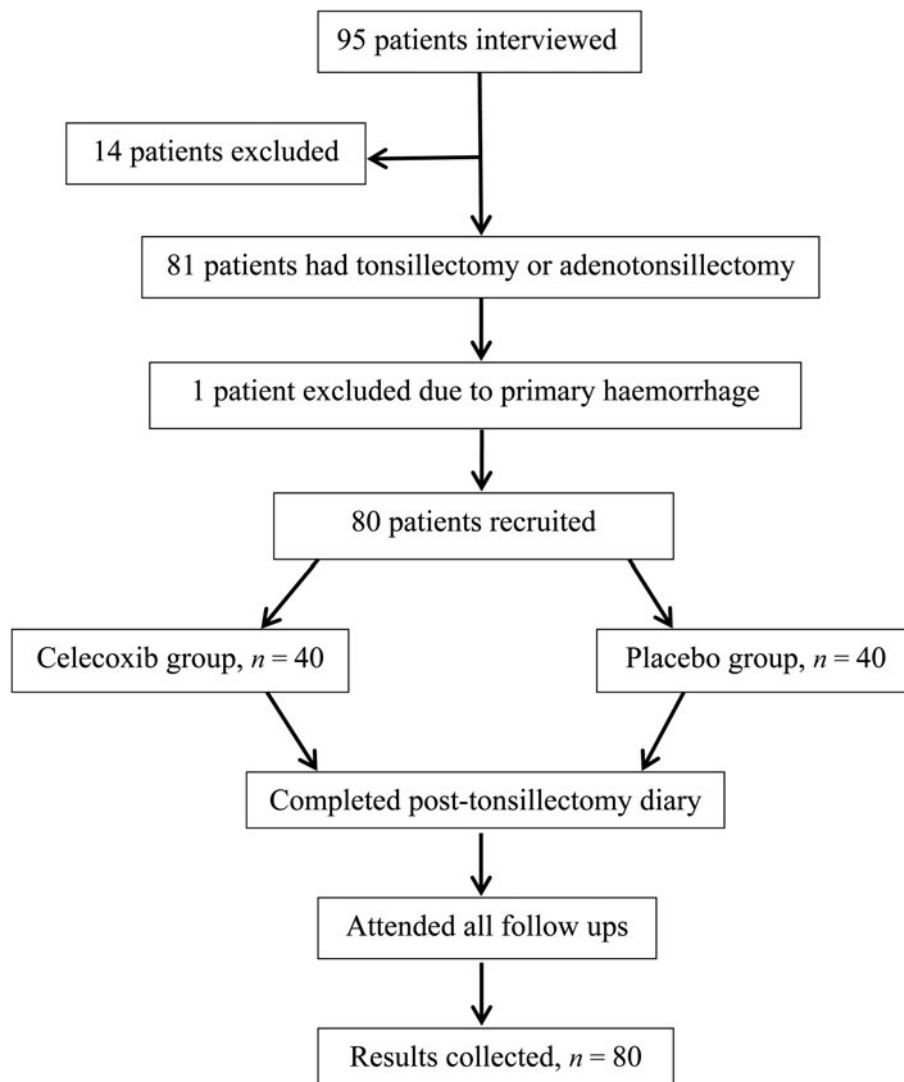 95 patients interviewed
14 patients excluded
81 patients had tonsillectomy or adenotonsillectomy
1 patient excluded due to primary haemorrhage
80 patients recruited
Celecoxib group, n = 40
Placebo group, n = 40
Completed post-tonsillectomy diary
Attended all follow ups
Results collected, n = 80